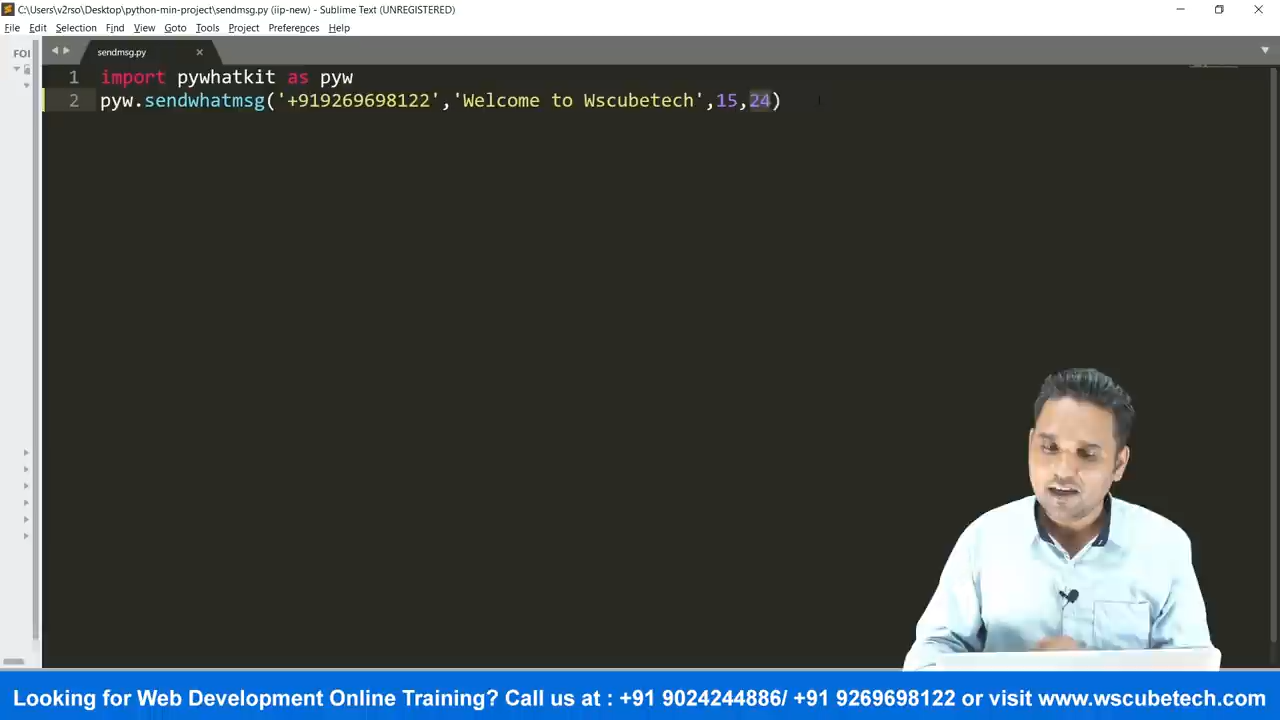 C:\Users\v2rso\Desktop\python-min-project\sendmsg.py (iip-new) - Sublime Text (UNREGISTERED)
File Edit Selection Find View Goto Tools Project Preferences Help
FOI
sendmsg.py
1 import pywhatkit as pyw
2 pyw.sendwhatmsg('+919269698122','Welcome to Wscubetech',15,24)
Looking for Web Development Online Training? Call us at : +91 9024244886/ +91 9269698122 or visit www.wscubetech.com